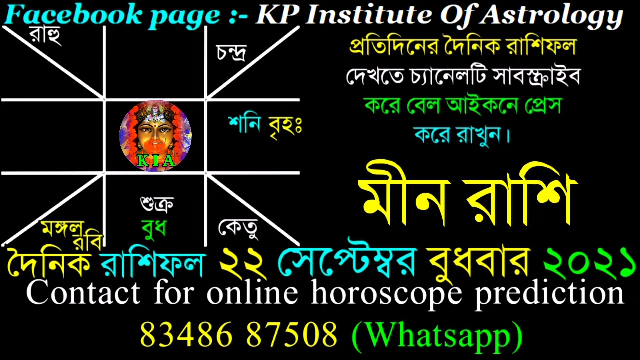 Facebook page :- KP Institute Of Astrology
রাহু
চন্দ্র
প্রতিদিনের দৈনিক রাশিফল
দেখতে চ্যানেলটি সাবস্ক্রাইব
করে বেল আইকনে প্রেস
করে রাখুন।
শনি বৃহঃ
KIA
মীন রাশি
শুক্র
বুধ
মঙ্গল
রবি
কেতু
দৈনিক রাশিফল ২২ সেপ্টেম্বর বুধবার ২০২১
Contact for online horoscope prediction
83486 87508 (Whatsapp)